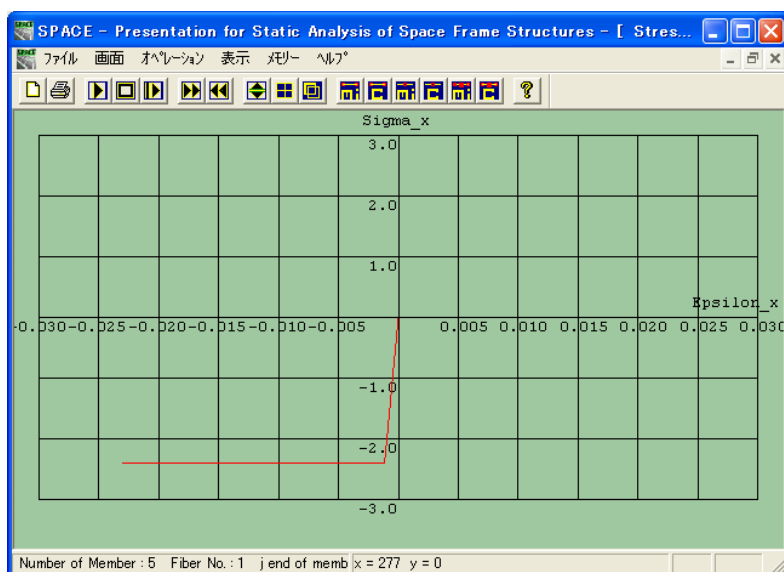 SPACE - Presentation for Static Analysis of Space Frame Structures - [ Stres...
ファイル 画面 オペレーション 表示 メモリー ヘルプ
Sigma_x
3.0
2.0
1.0
Epsilon_x
-0.030 -0.025 -0.020 -0.015 -0.010 -0.005 0.005 0.010 0.015 0.020 0.025 0.030
-1.0
-2.0
-3.0
Number of Member : 5 Fiber No. : 1 j end of memb x = 277 y = 0